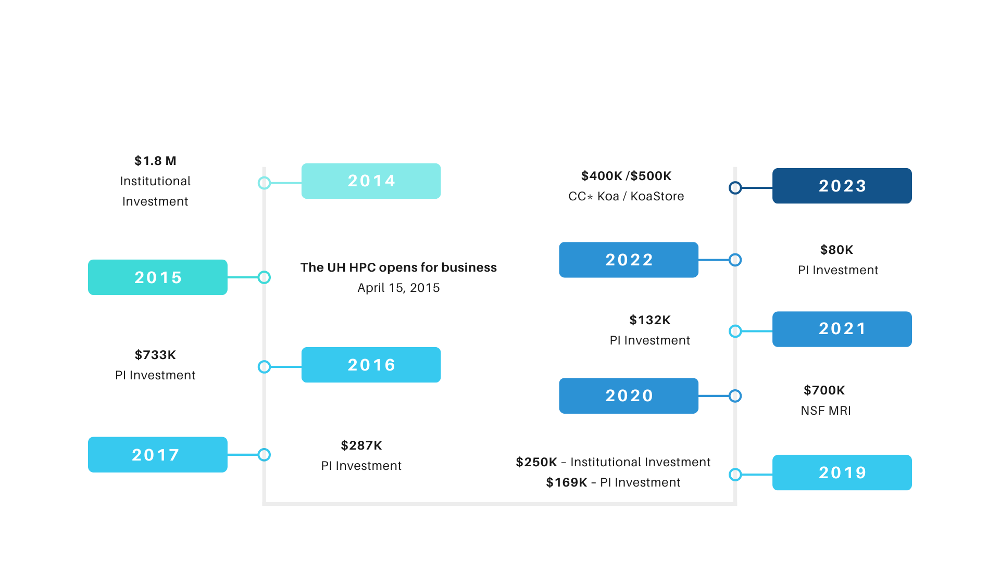 $1.8 M
Institutional
Investment
2014
2015
The UH HPC opens for business
April 15, 2015
$733K
PI Investment
2016
2017
$287K
PI Investment
$250K – Institutional Investment
$169K – PI Investment
2019
2020
$700K
NSF MRI
$132K
PI Investment
2021
2022
$80K
PI Investment
$400K /$500K
CC* Koa / KoaStore
2023